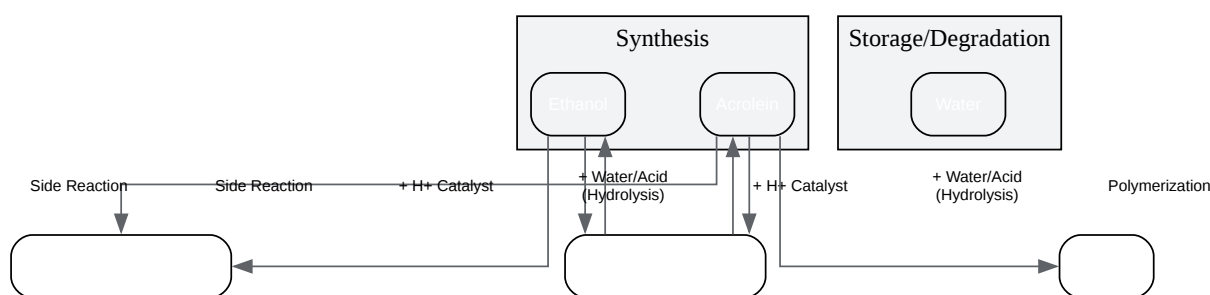 Synthesis
Storage/Degradation
Ethanol
Acrolein
Water
Side Reaction
Side Reaction
+ H+ Catalyst
+ Water/Acid
(Hydrolysis)
+ H+ Catalyst
+ Water/Acid
(Hydrolysis)
Polymerization